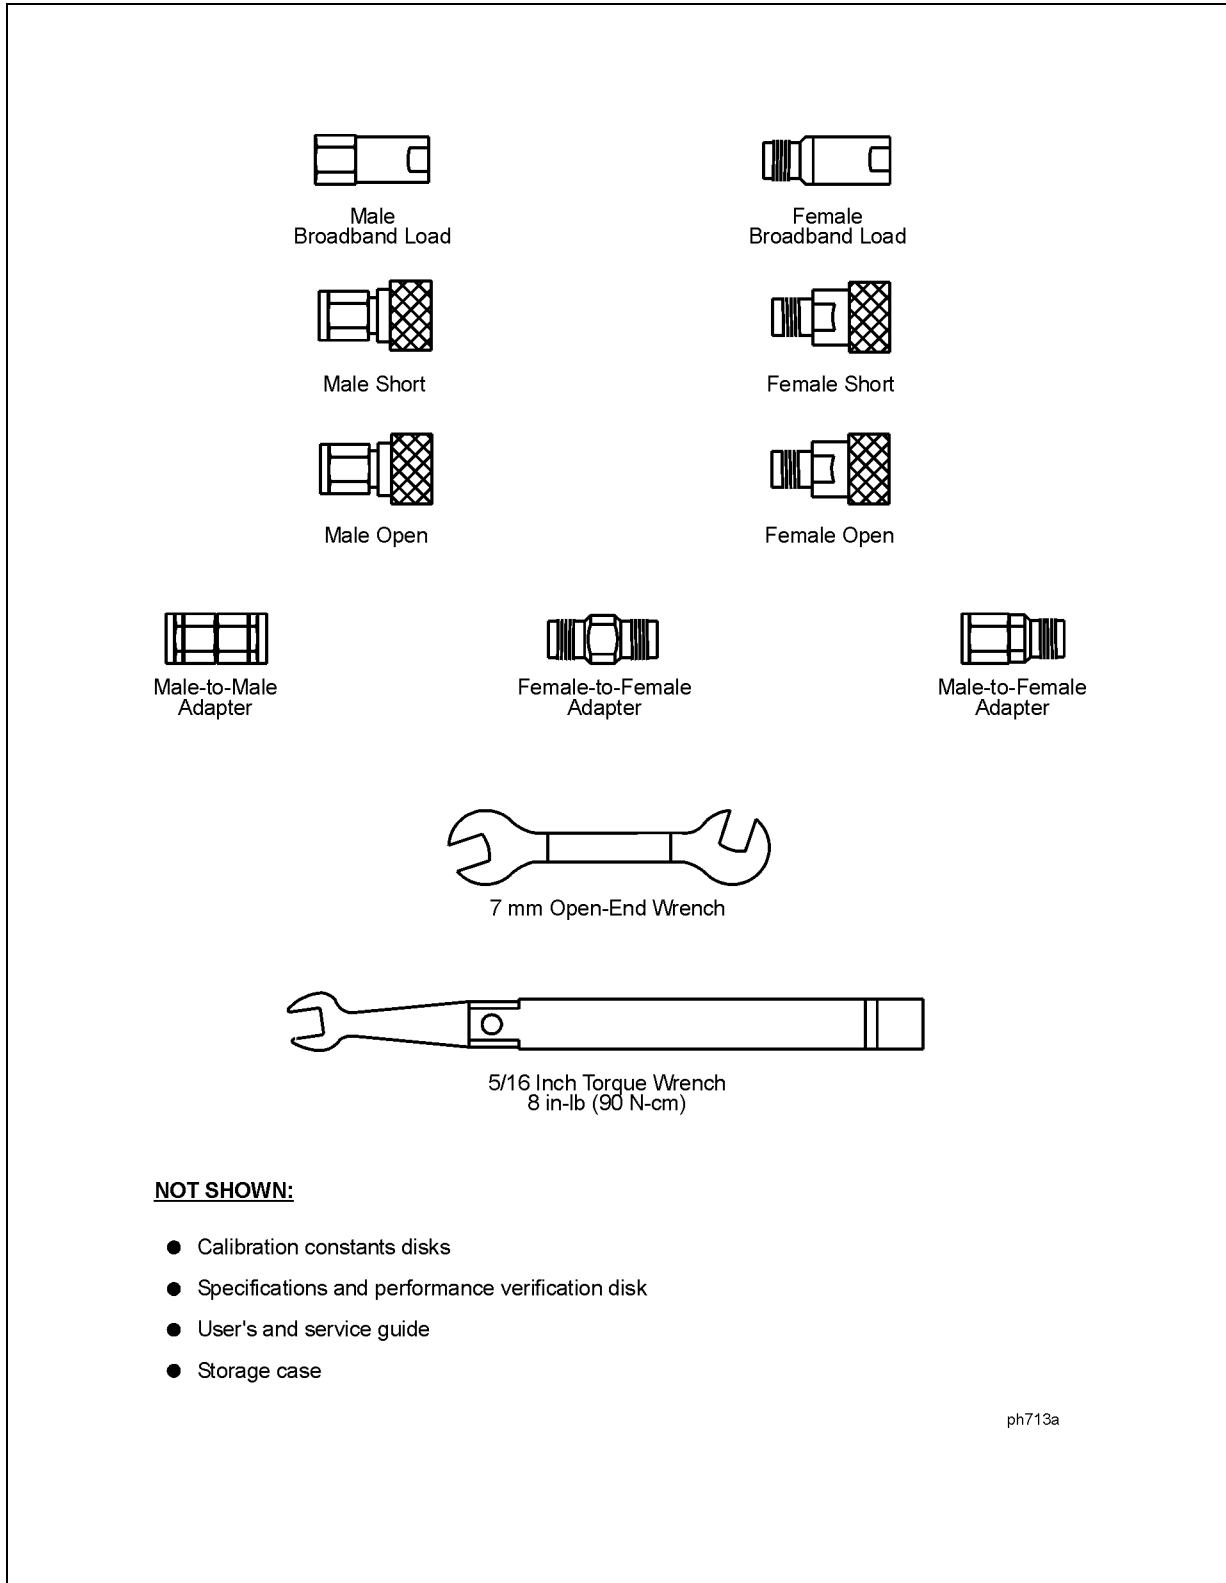 Male
Broadband Load
Female
Broadband Load
Male Short
Female Short
Male Open
Female Open
Male-to-Male
Adapter
Female-to-Female
Adapter
Male-to-Female
Adapter
7 mm Open-End Wrench
5/16 Inch Torque Wrench
8 in-lb (90 N-cm)
NOT SHOWN:
● Calibration constants disks
● Specifications and performance verification disk
● User's and service guide
● Storage case
ph713a